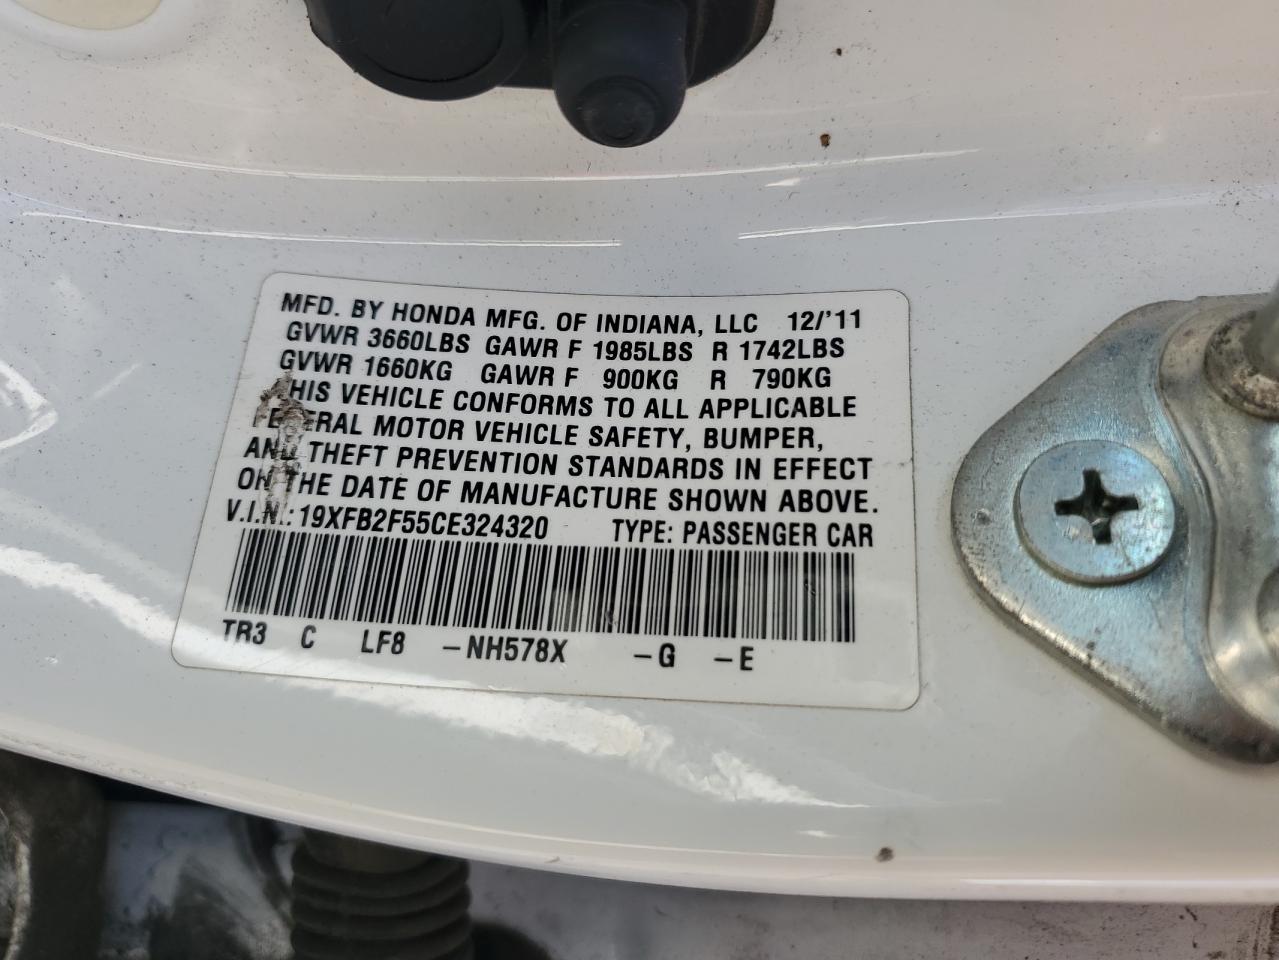 MFD. BY HONDA MFG. OF INDIANA, LLC 12/'11
GVWR 3660LBS GAWR F 1985LBS R 1742LBS
GVWR 1660KG GAWR F 900KG R 790KG
THIS VEHICLE CONFORMS TO ALL APPLICABLE
FEDERAL MOTOR VEHICLE SAFETY, BUMPER,
AND THEFT PREVENTION STANDARDS IN EFFECT
ON THE DATE OF MANUFACTURE SHOWN ABOVE.
V.I.N.: 19XFB2F55CE324320 TYPE: PASSENGER CAR
TR3 C LF8 -NH578X -G -E